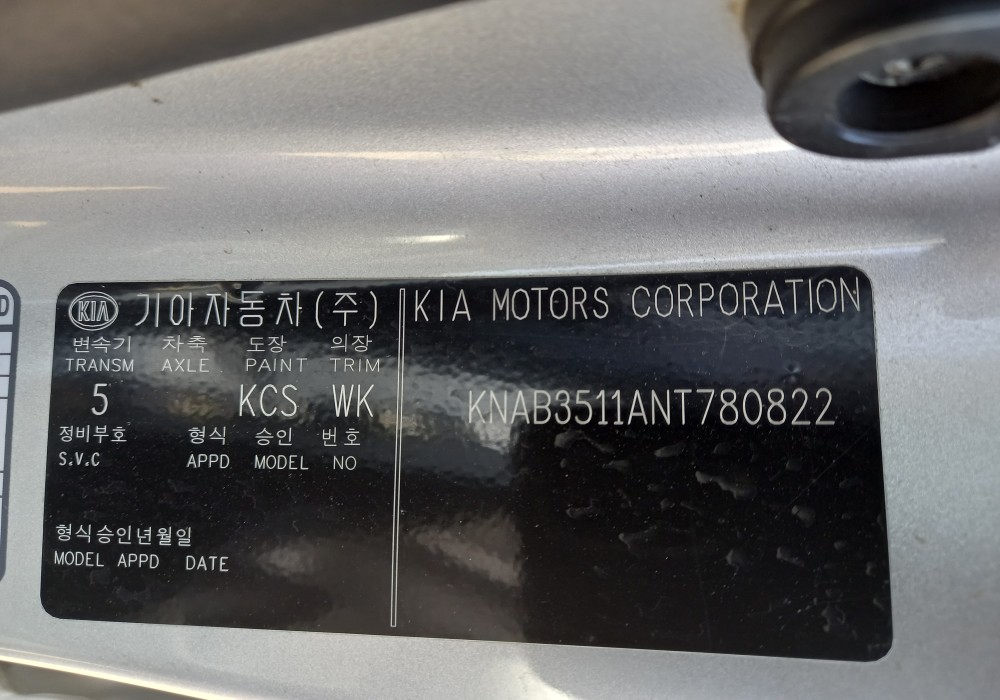 KIA 기아자동차(주) KIA MOTORS CORPORATION
변속기 차축 도장 의장
TRANSM AXLE PAINT TRIM
5 KCS WK
KNAB3511ANT780822
정비부호 형식 승인 번호
S.V.C APPD MODEL NO
형식승인년월일
MODEL APPD DATE